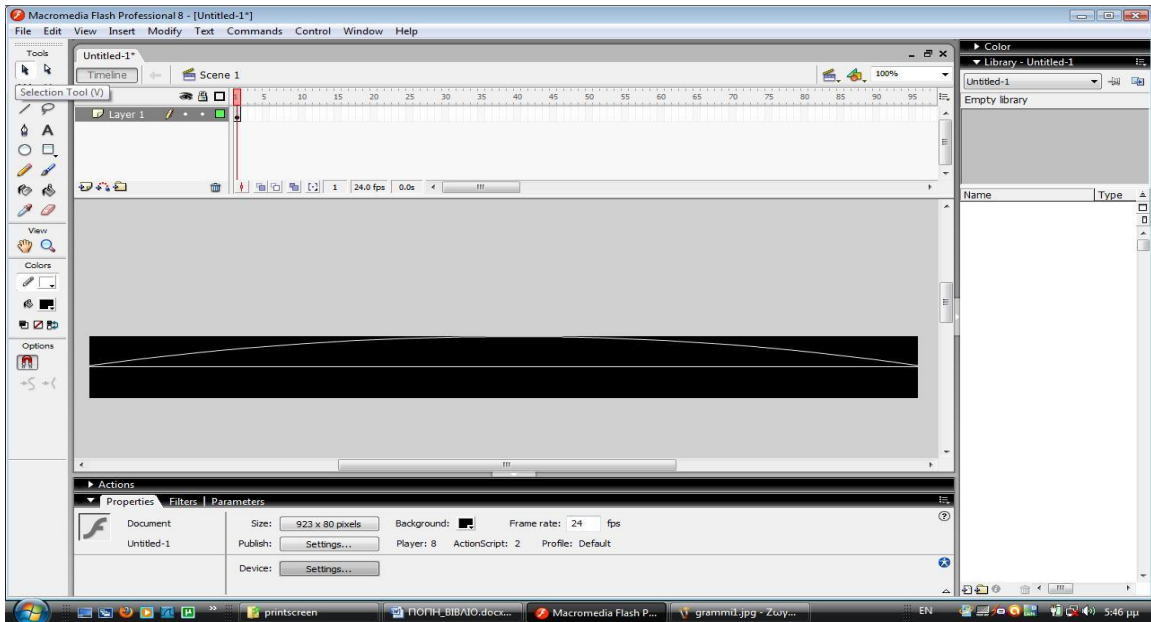 Macromedia Flash Professional 8 - [Untitled-1*]
File Edit View Insert Modify Text Commands Control Window Help
Tools
Selection Tool (V)
View
Colors
Options
Untitled-1*
Timeline
Scene 1
100%
5 10 15 20 25 30 35 40 45 50 55 60 65 70 75 80 85 90 95
Layer 1
1 24.0 fps 0.0s
Actions
Properties Filters Parameters
Document
Untitled-1
Size: 923 x 80 pixels Background: Frame rate: 24 fps
Publish: Settings... Player: 8 ActionScript: 2 Profile: Default
Device: Settings...
Color
Library - Untitled-1
Untitled-1
Empty library
Name Type
printscreen
ΠΟΠΗ_ΒΙΒΛΙΟ.docx...
Macromedia Flash P...
grammi1.jpg - Ζωγ...
EN
5:46 μμ